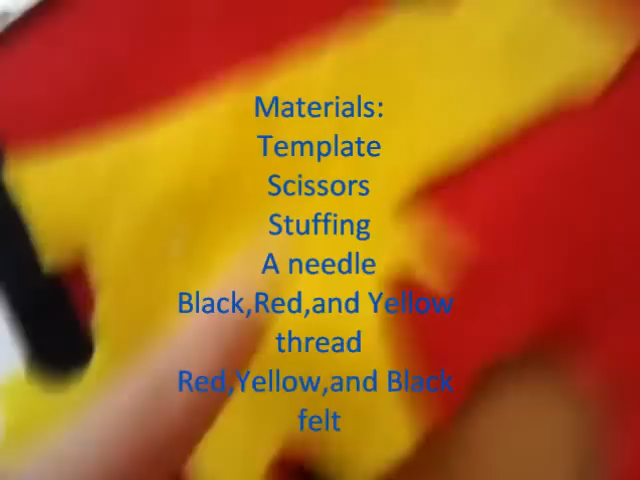 Materials:
Template
Scissors
Stuffing
A needle
Black,Red,and Yellow
thread
Red,Yellow,and Black
felt